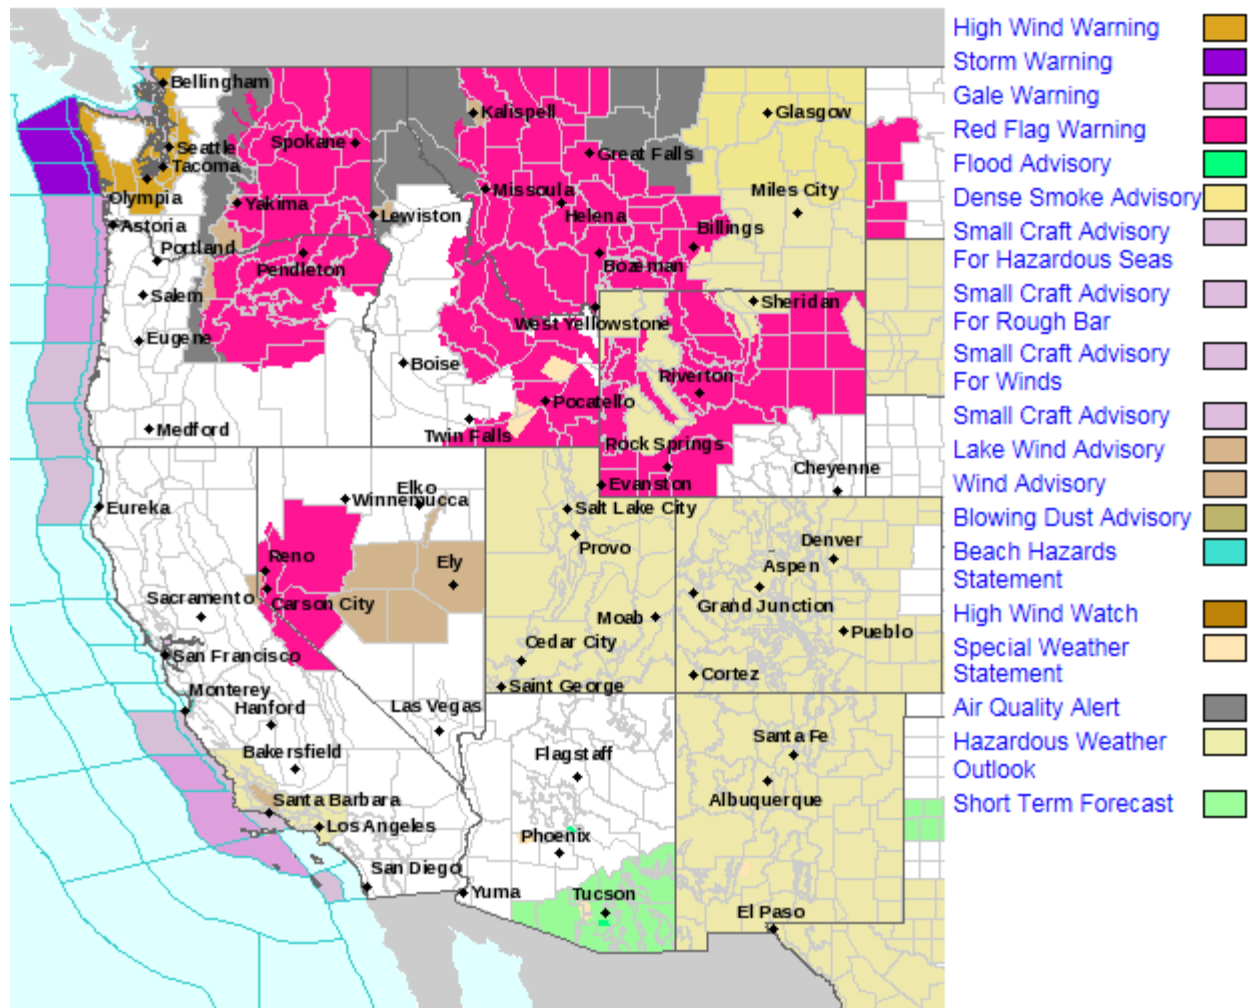 High Wind Warning
Storm Warning
Gale Warning
Red Flag Warning
Flood Advisory
Dense Smoke Advisory
Small Craft Advisory
For Hazardous Seas
Small Craft Advisory
For Rough Bar
Small Craft Advisory
For Winds
Small Craft Advisory
Lake Wind Advisory
Wind Advisory
Blowing Dust Advisory
Beach Hazards
Statement
High Wind Watch
Special Weather
Statement
Air Quality Alert
Hazardous Weather
Outlook
Short Term Forecast
Bellingham
Seattle
Tacoma
Olympia
Spokane
Yakima
Astoria
Portland
Pendleton
Salem
Eugene
Medford
Lewiston
Kalispell
Great Falls
Missoula
Helena
Glasgow
Miles City
Billings
Bozeman
West Yellowstone
Sheridan
Boise
Pocatello
Twin Falls
Riverton
Rock Springs
Evanston
Cheyenne
Eureka
Winnemucca
Elko
Reno
Ely
Carson City
Sacramento
San Francisco
Monterey
Hanford
Bakersfield
Las Vegas
Santa Barbara
Los Angeles
San Diego
Salt Lake City
Provo
Moab
Cedar City
Saint George
Denver
Aspen
Grand Junction
Pueblo
Cortez
Flagstaff
Phoenix
Yuma
Tucson
Santa Fe
Albuquerque
El Paso